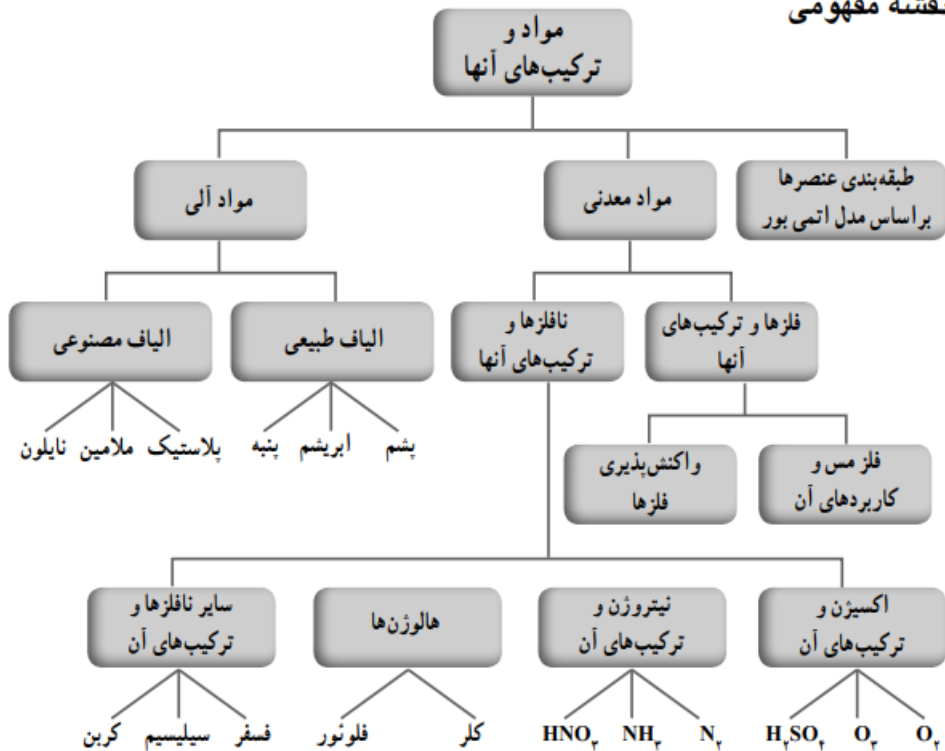 نقشه مفهومی
مواد و
ترکیب‌های آنها
طبقه‌بندی عنصرها
براساس مدل اتمی بور
مواد معدنی
مواد آلی
فلزها و ترکیب‌های
آنها
نافلزها و
ترکیب‌های آنها
الیاف طبیعی
الیاف مصنوعی
پشم
ابریشم
پنبه
پلاستیک
ملامین
نایلون
فلز مس و
کاربردهای آن
واکنش‌پذیری
فلزها
اکسیژن و
ترکیب‌های آن
نیتروژن و
ترکیب‌های آن
هالوژن‌ها
سایر نافلزها و
ترکیب‌های آن
O۲
O۳
H۲SO۴
N۲
NH۳
HNO۳
کلر
فلوئور
فسفر
سیلیسیم
کربن